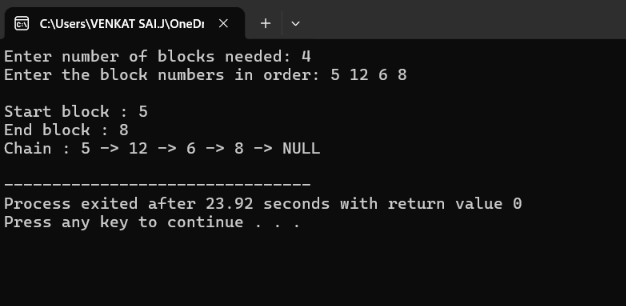 C:\Users\VENKAT SAI.J\OneDr
Enter number of blocks needed: 4
Enter the block numbers in order: 5 12 6 8
Start block : 5
End block : 8
Chain : 5 -> 12 -> 6 -> 8 -> NULL
--------------------------------
Process exited after 23.92 seconds with return value 0
Press any key to continue . . .